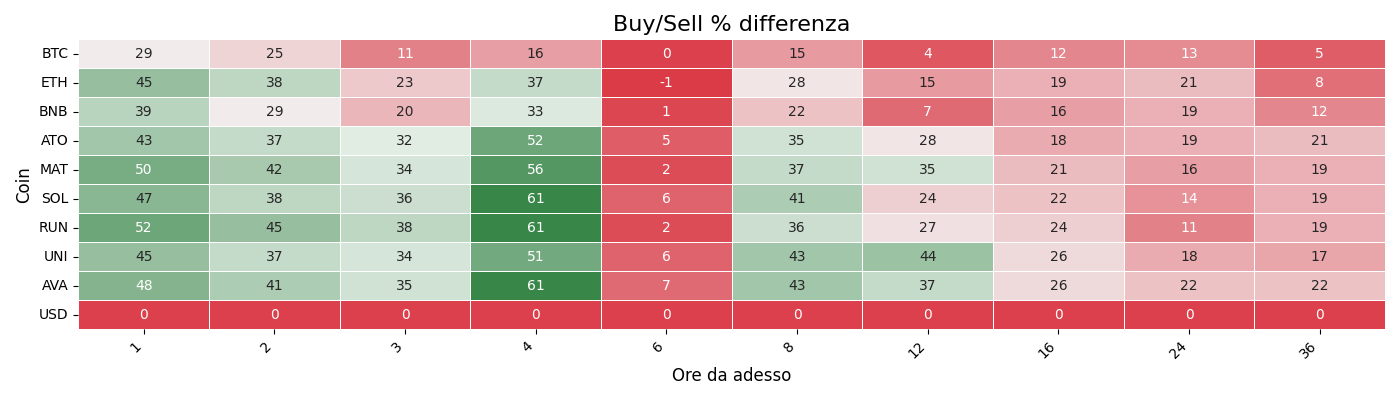 Buy/Sell % differenza
Coin
BTC 29 25 11 16 0 15 4 12 13 5
ETH 45 38 23 37 -1 28 15 19 21 8
BNB 39 29 20 33 1 22 7 16 19 12
ATO 43 37 32 52 5 35 28 18 19 21
MAT 50 42 34 56 2 37 35 21 16 19
SOL 47 38 36 61 6 41 24 22 14 19
RUN 52 45 38 61 2 36 27 24 11 19
UNI 45 37 34 51 6 43 44 26 18 17
AVA 48 41 35 61 7 43 37 26 22 22
USD 0 0 0 0 0 0 0 0 0 0
1 2 3 4 6 8 12 16 24 36
Ore da adesso